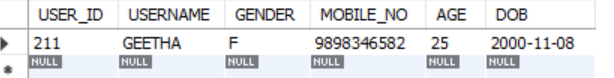 USER_ID USERNAME GENDER MOBILE_NO AGE DOB
211 GEETHA F 9898346582 25 2000-11-08
NULL NULL NULL NULL NULL NULL